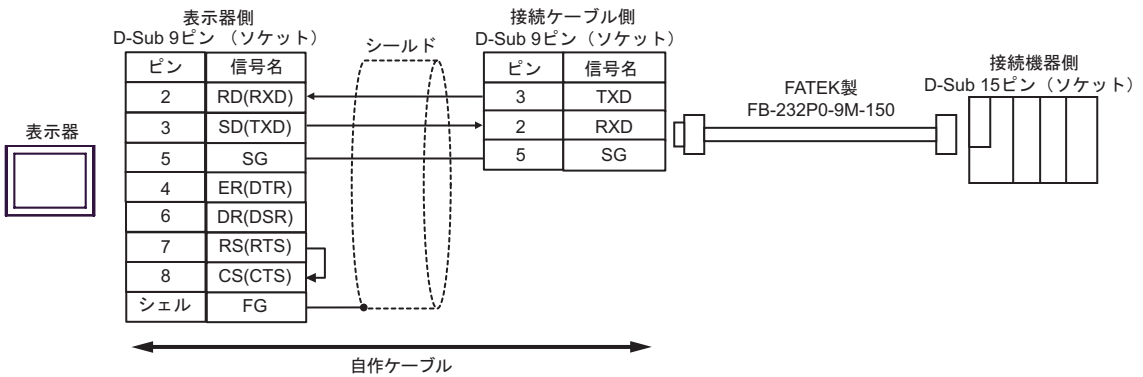 表示器側
D-Sub 9ピン （ソケット）
シールド
接続ケーブル側
D-Sub 9ピン（ソケット）
接続機器側
D-Sub 15ピン（ソケット）
FATEK製
FB-232P0-9M-150
表示器
ピン 信号名
2 RD(RXD)
3 SD(TXD)
5 SG
4 ER(DTR)
6 DR(DSR)
7 RS(RTS)
8 CS(CTS)
シェル FG
ピン 信号名
3 TXD
2 RXD
5 SG
自作ケーブル